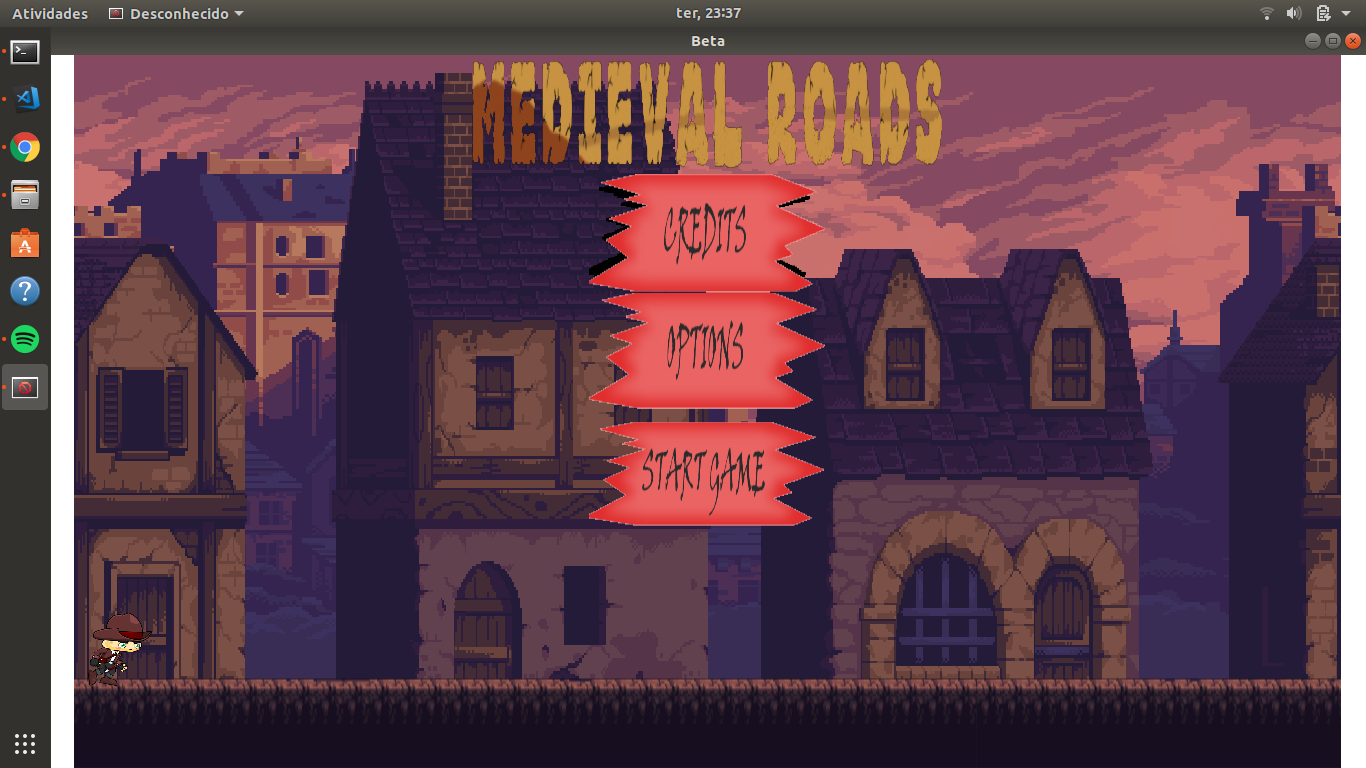 Atividades Desconhecido ter, 23:37
Beta
MEDIEVAL ROADS
CREDITS
OPTIONS
START GAME